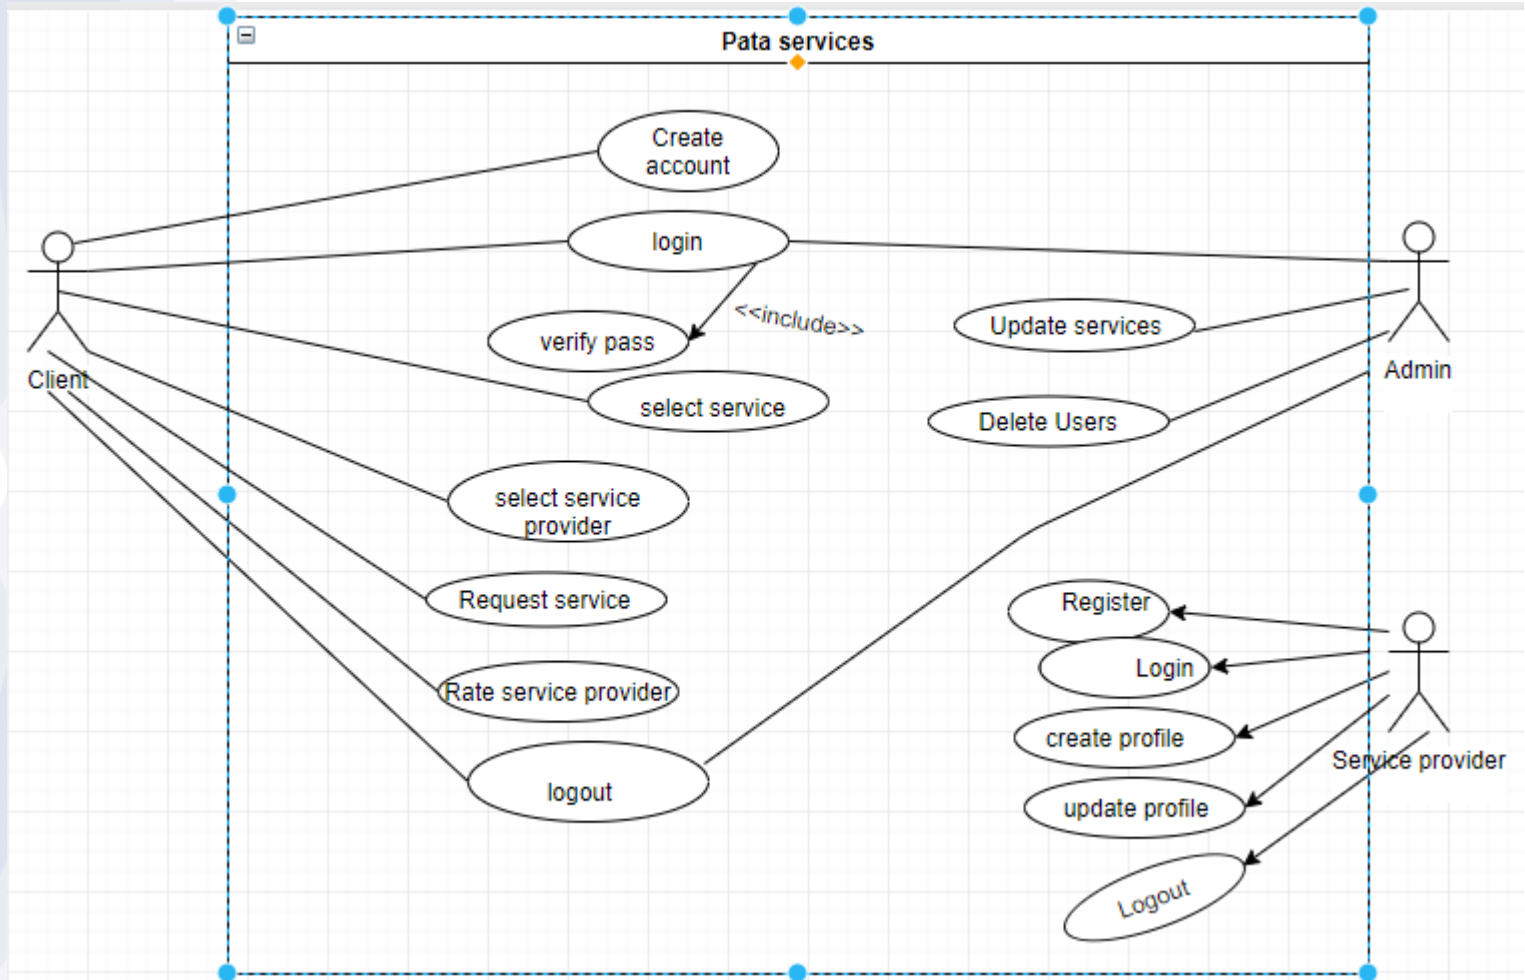 Pata services
Create
account
login
<<include>>
verify pass
select service
select service
provider
Request service
Rate service provider
logout
Client
Update services
Delete Users
Admin
Register
Login
create profile
update profile
Logout
Service provider